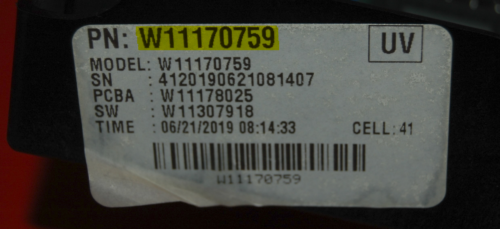 PN: W11170759 UV
MODEL: W11170759
SN : 4120190621081407
PCBA : W11178025
SW : W11307918
TIME : 06/21/2019 08:14:33 CELL: 41
W11170759